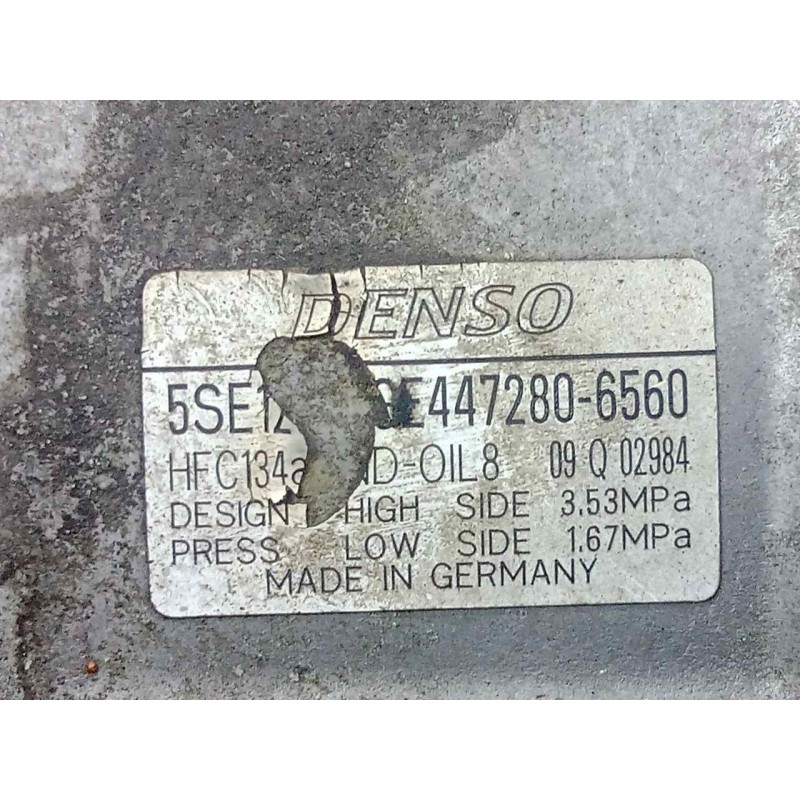 DENSO
5SE12 GE447280-6560
HFC134a ND-OIL8 09 Q 02984
DESIGN HIGH SIDE 3.53MPa
PRESS LOW SIDE 1.67MPa
MADE IN GERMANY